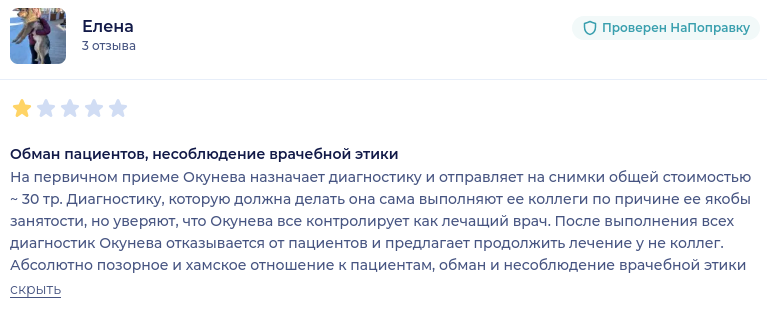 Елена
3 отзыва
Проверен НаПоправку
Обман пациентов, несоблюдение врачебной этики
На первичном приеме Окунева назначает диагностику и отправляет на снимки общей стоимостью
~ 30 тр. Диагностику, которую должна делать она сама выполняют ее коллеги по причине ее якобы
занятости, но уверяют, что Окунева все контролирует как лечащий врач. После выполнения всех
диагностик Окунева отказывается от пациентов и предлагает продолжить лечение у не коллег.
Абсолютно позорное и хамское отношение к пациентам, обман и несоблюдение врачебной этики
скрыть